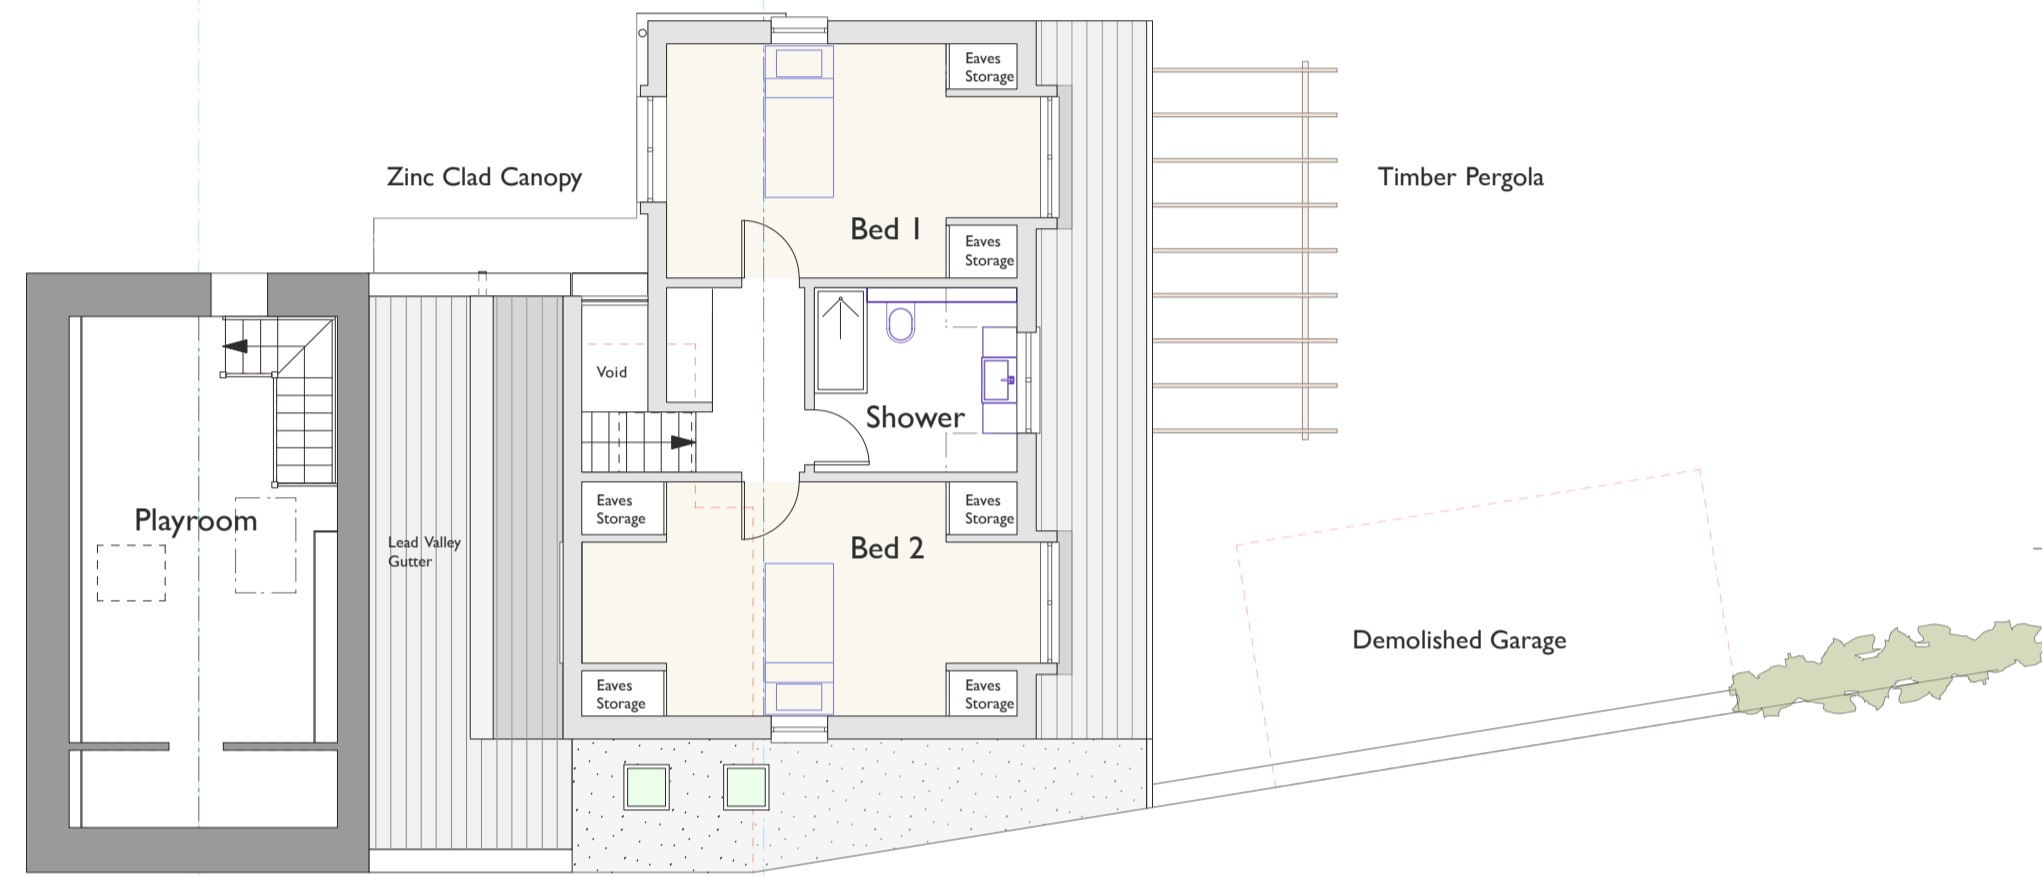 Eaves
Storage
Zinc Clad Canopy
Timber Pergola
Bed 1
Eaves
Storage
Void
Shower
Playroom
Lead Valley
Gutter
Eaves
Storage
Eaves
Storage
Bed 2
Demolished Garage
Eaves
Storage
Eaves
Storage